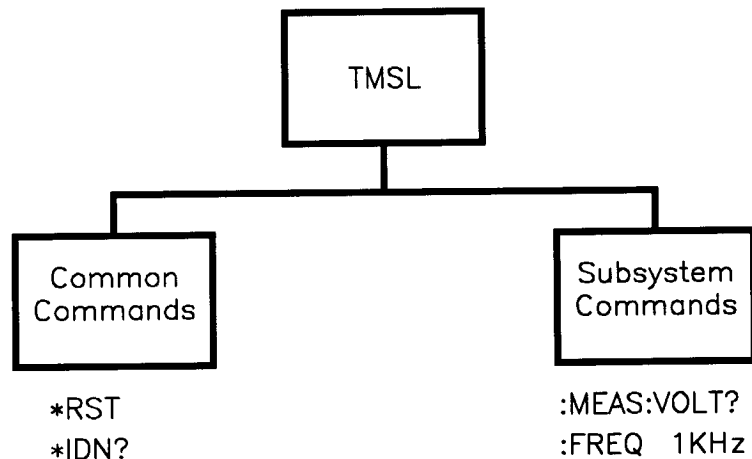 TMSL
Common
Commands
Subsystem
Commands
*RST
*IDN?
:MEAS:VOLT?
:FREQ 1KHz